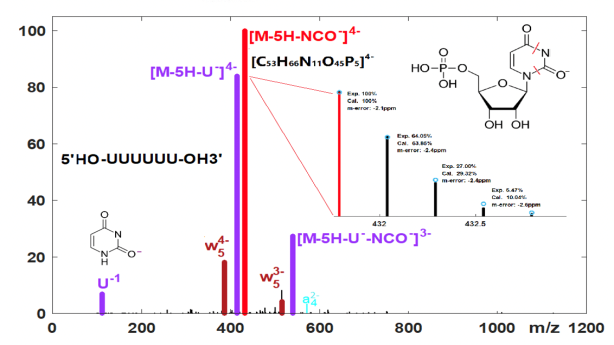 100
80
60
40
20
0
0
200
400
600
800
1000
1200
m/z
[M-5H-NCO⁻]⁴⁻
[C₅₃H₆₆N₁₁O₄₅P₅]⁴⁻
[M-5H-U⁻]⁴⁻
5'HO-UUUUUU-OH3'
Exp. 100%
Cal. 100%
m-error: -2.1ppm
Exp. 64.05%
Cal. 63.86%
m-error: -2.4ppm
Exp. 27.00%
Cal. 29.32%
m-error: -2.4ppm
Exp. 5.47%
Cal. 10.04%
m-error: -2.0ppm
432
432.5
O
N
N
O⁻
O
O
HO-P
OH
O
OH OH
O
N
N
H
O⁻
U⁻¹
w₅⁴⁻
w₅³⁻
[M-5H-U⁻-NCO⁻]³⁻
a₄²⁻